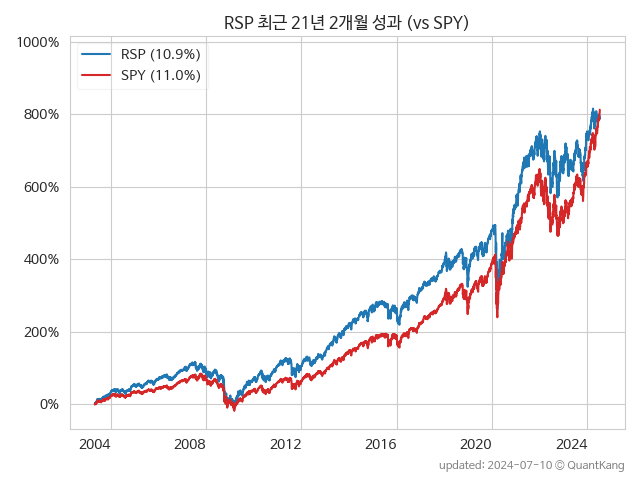 RSP 최근 21년 2개월 성과 (vs SPY)
1000%
RSP (10.9%)
SPY (11.0%)
800%
600%
400%
200%
0%
2004 2008 2012 2016 2020 2024
updated: 2024-07-10 © QuantKang